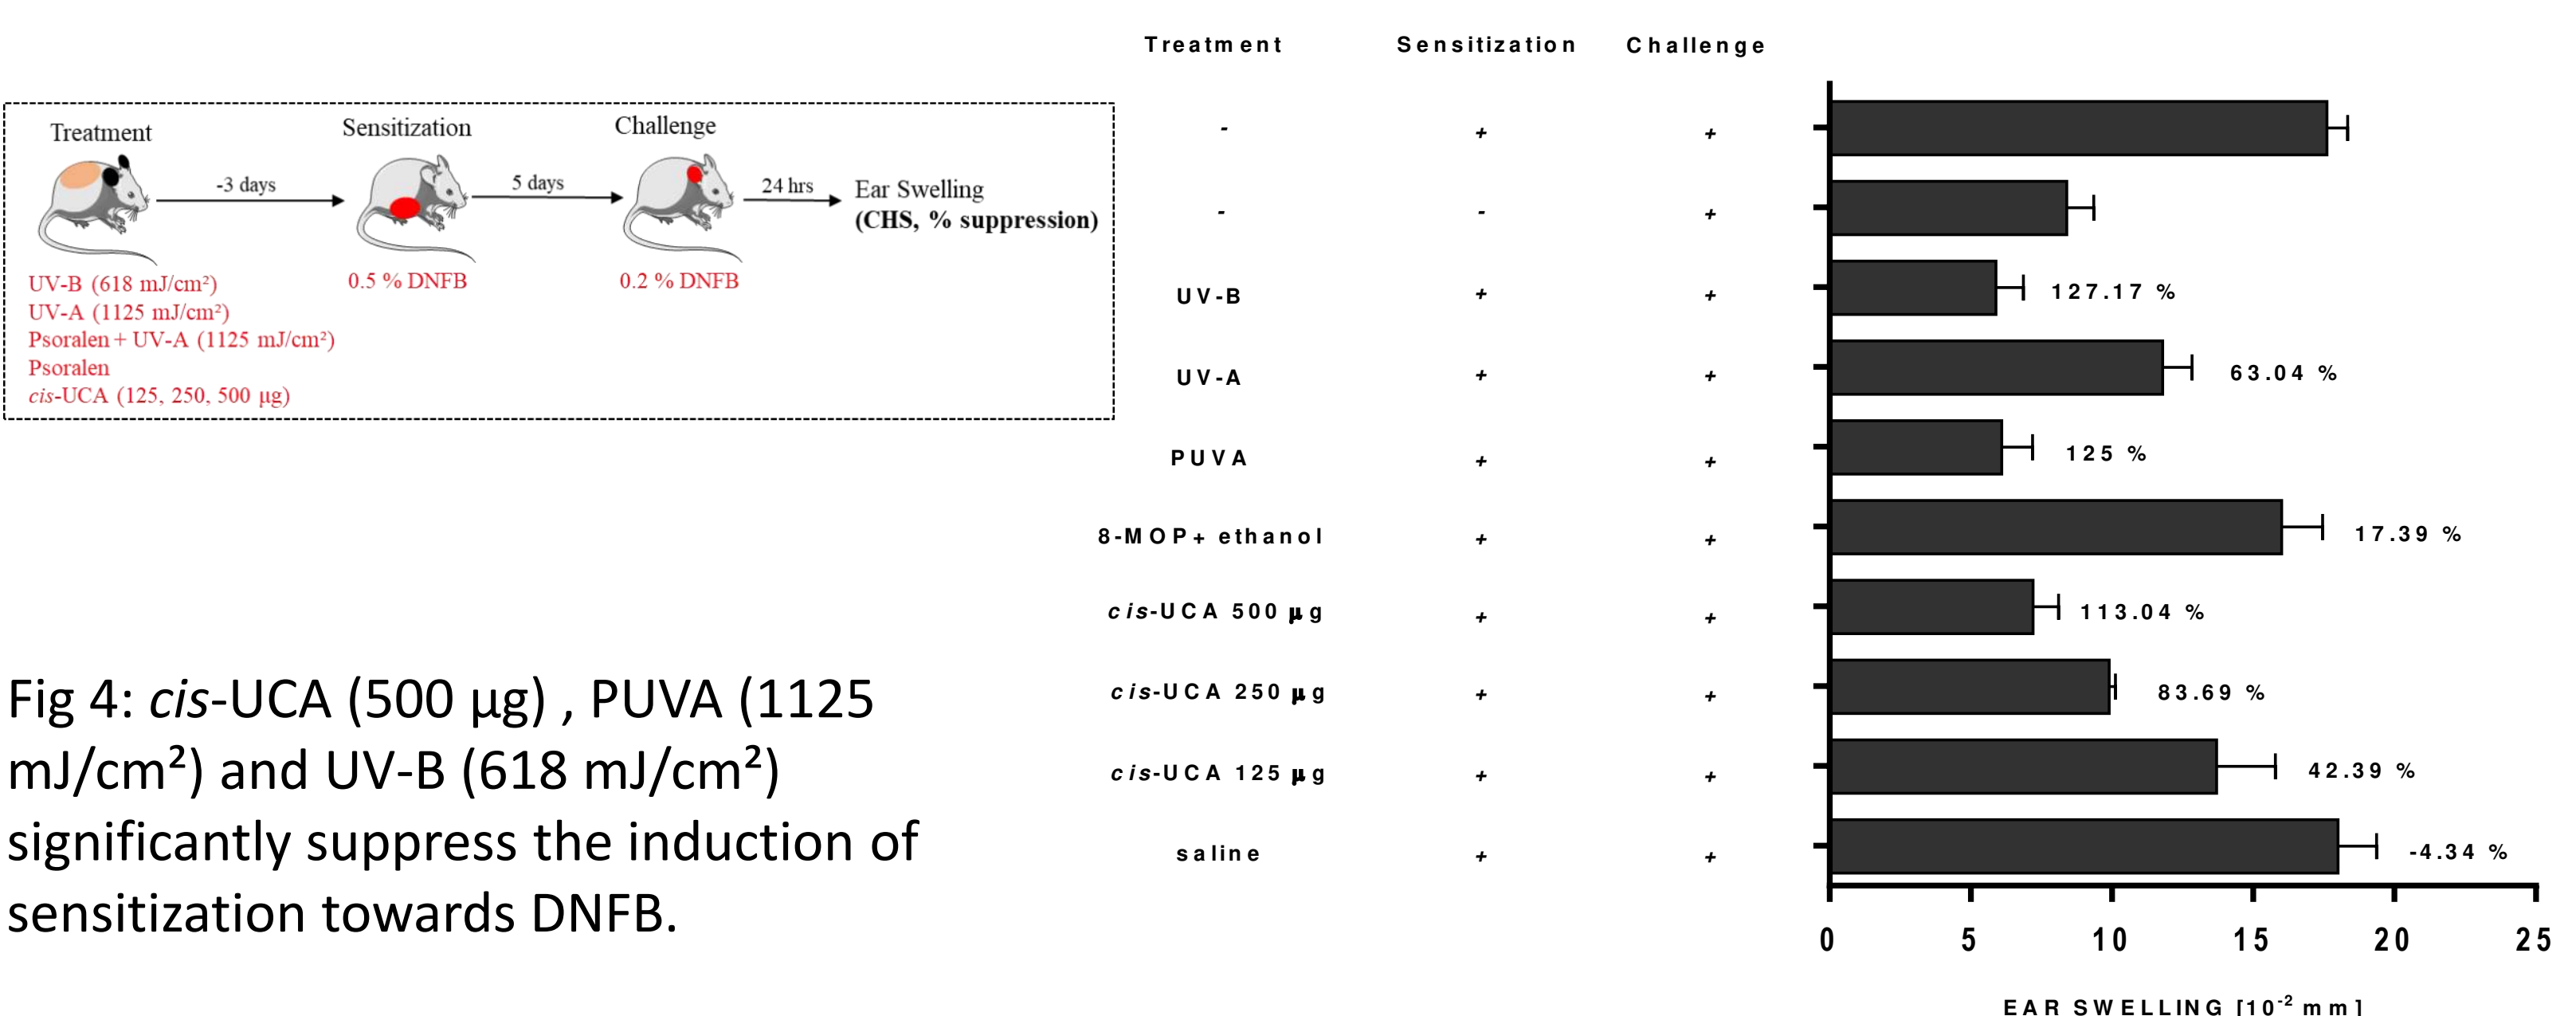 Treatment Sensitization Challenge
-3 days 5 days 24 hrs
Ear Swelling
(CHS, % suppression)
UV-B (618 mJ/cm²)
UV-A (1125 mJ/cm²)
Psoralen + UV-A (1125 mJ/cm²)
Psoralen
cis-UCA (125, 250, 500 µg)
0.5 % DNFB
0.2 % DNFB
Fig 4: cis-UCA (500 µg) , PUVA (1125
mJ/cm²) and UV-B (618 mJ/cm²)
significantly suppress the induction of
sensitization towards DNFB.
Treatment Sensitization Challenge
- + +
- - +
UV-B + + 127.17 %
UV-A + + 63.04 %
PUVA + + 125 %
8-MOP+ ethanol + + 17.39 %
cis-UCA 500 µg + + 113.04 %
cis-UCA 250 µg + + 83.69 %
cis-UCA 125 µg + + 42.39 %
saline + + -4.34 %
0 5 10 15 20 25
EAR SWELLING [10⁻² mm]